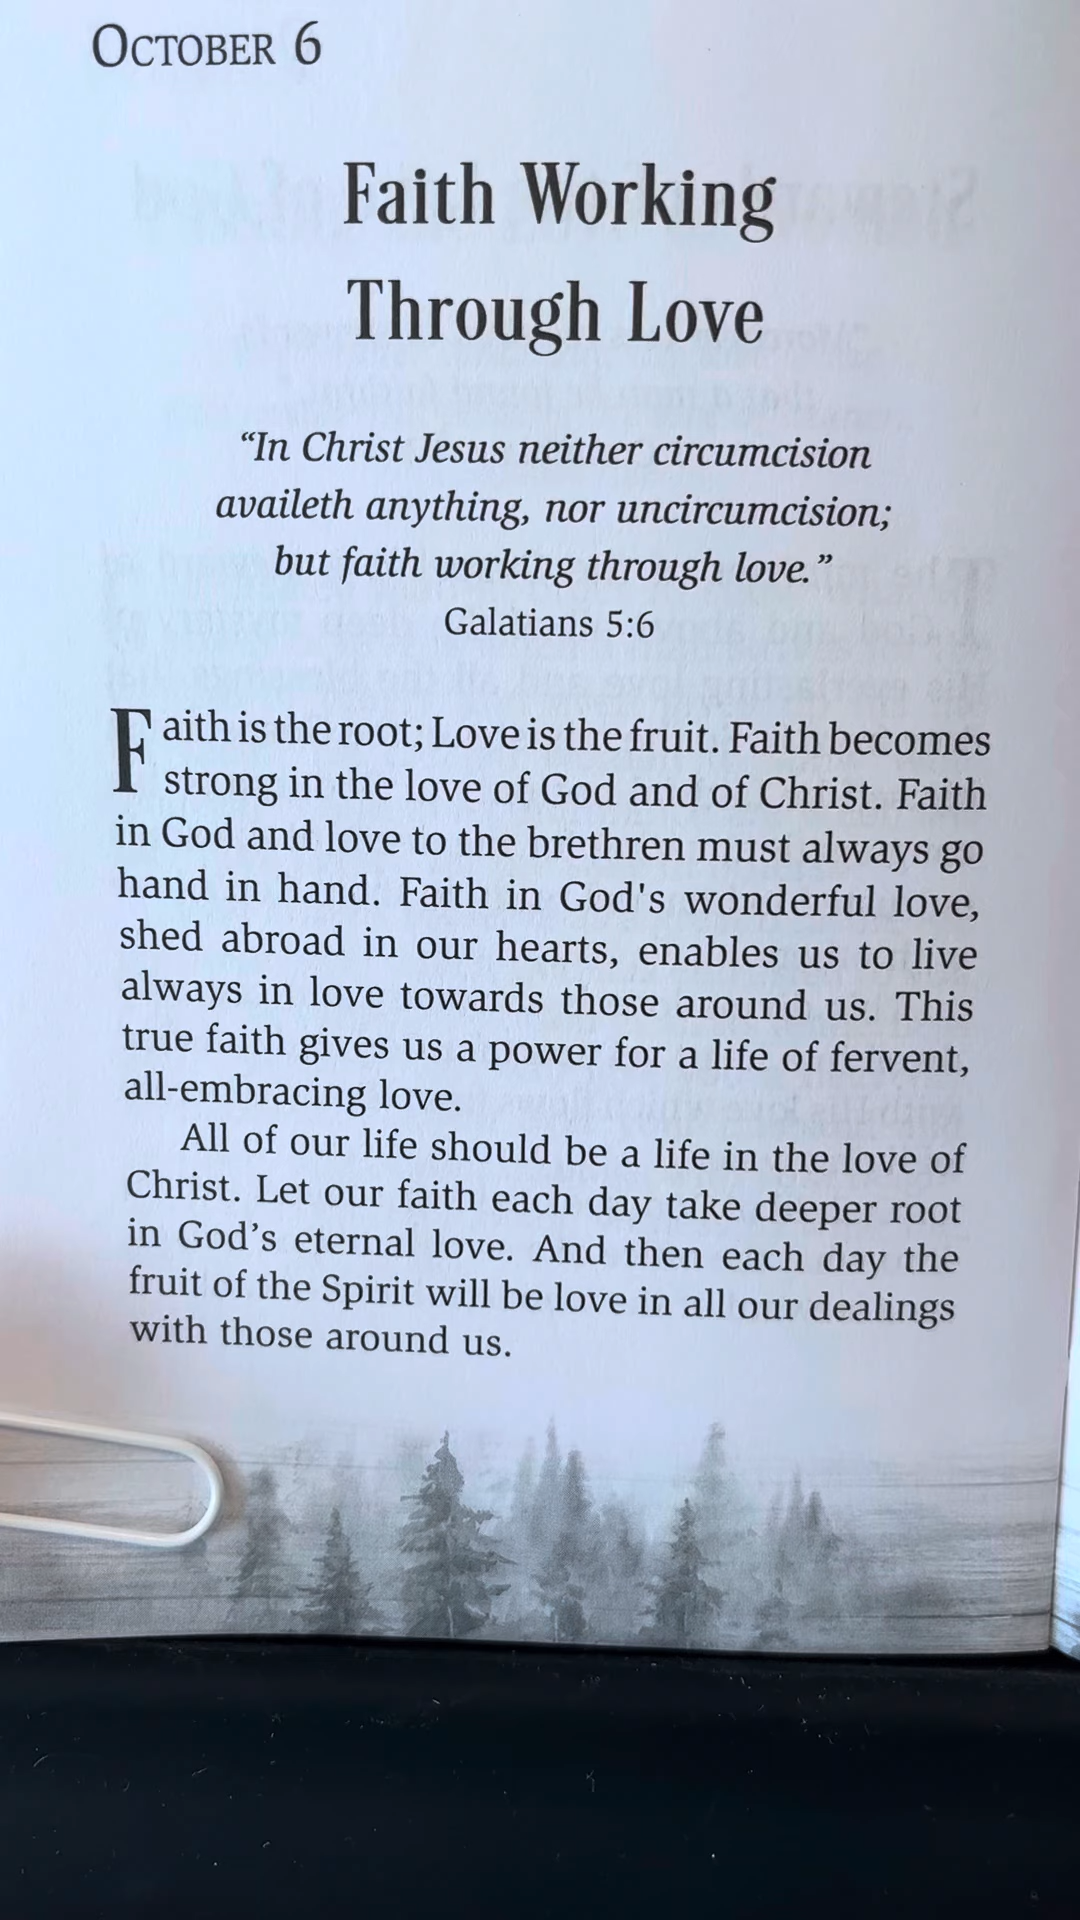 October 6
Faith Working
Through Love
“In Christ Jesus neither circumcision
availeth anything, nor uncircumcision;
but faith working through love.”
Galatians 5:6
Faith is the root; Love is the fruit. Faith becomes
strong in the love of God and of Christ. Faith
in God and love to the brethren must always go
hand in hand. Faith in God's wonderful love,
shed abroad in our hearts, enables us to live
always in love towards those around us. This
true faith gives us a power for a life of fervent,
all-embracing love.
All of our life should be a life in the love of
Christ. Let our faith each day take deeper root
in God’s eternal love. And then each day the
fruit of the Spirit will be love in all our dealings
with those around us.